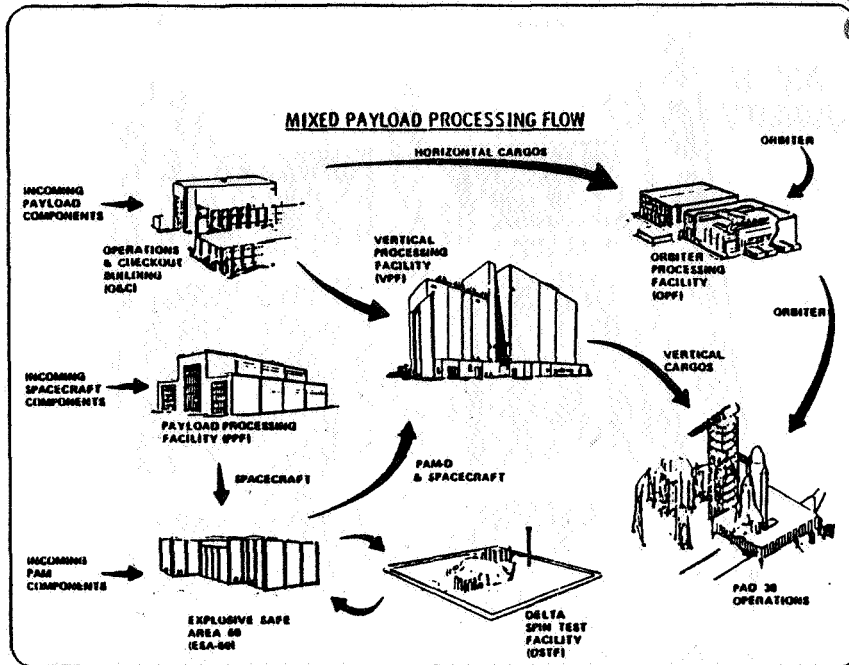 MIXED PAYLOAD PROCESSING FLOW
HORIZONTAL CARGOS
ORBITER
INCOMING
PAYLOAD
COMPONENTS
OPERATIONS
& CHECKOUT
BUILDING
(O&C)
VERTICAL
PROCESSING
FACILITY
(VPF)
ORBITER
PROCESSING
FACILITY
(OPF)
ORBITER
VERTICAL
CARGOS
INCOMING
SPACECRAFT
COMPONENTS
PAYLOAD PROCESSING
FACILITY (PPF)
SPACECRAFT
PAM-D
& SPACECRAFT
INCOMING
PAM
COMPONENTS
EXPLOSIVE SAFE
AREA 60
(ESA-60)
DELTA
SPIN TEST
FACILITY
(DSTF)
PAD 39
OPERATIONS